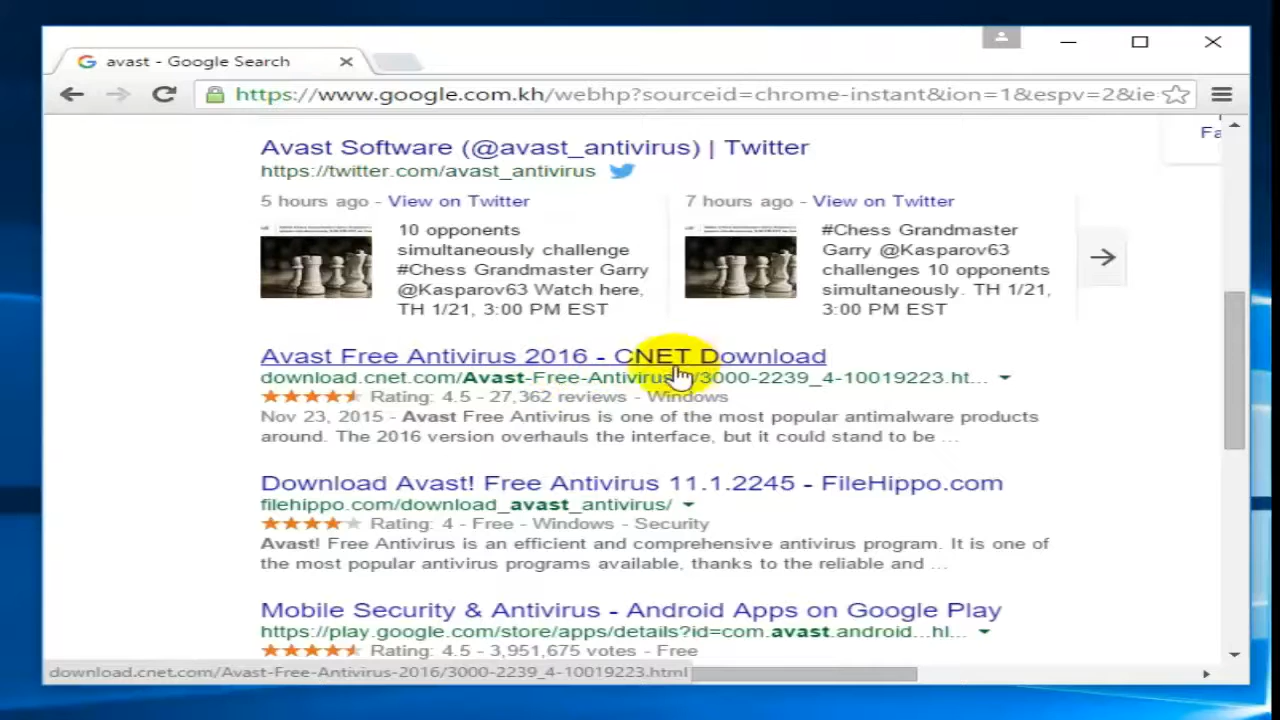 avast - Google Search
https://www.google.com.kh/webhp?sourceid=chrome-instant&ion=1&espv=2&ie
Fa
Avast Software (@avast_antivirus) | Twitter
https://twitter.com/avast_antivirus
5 hours ago - View on Twitter
10 opponents
simultaneously challenge
#Chess Grandmaster Garry
@Kasparov63 Watch here,
TH 1/21, 3:00 PM EST
7 hours ago - View on Twitter
#Chess Grandmaster
Garry @Kasparov63
challenges 10 opponents
simultaneously. TH 1/21,
3:00 PM EST
Avast Free Antivirus 2016 - CNET Download
download.cnet.com/Avast-Free-Antivirus.../3000-2239_4-10019223.ht...
Rating: 4.5 - 27,362 reviews - Windows
Nov 23, 2015 - Avast Free Antivirus is one of the most popular antimalware products
around. The 2016 version overhauls the interface, but it could stand to be ...
Download Avast! Free Antivirus 11.1.2245 - FileHippo.com
filehippo.com/download_avast_antivirus/
Rating: 4 - Free - Windows - Security
Avast! Free Antivirus is an efficient and comprehensive antivirus program. It is one of
the most popular antivirus programs available, thanks to the reliable and ...
Mobile Security & Antivirus - Android Apps on Google Play
https://play.google.com/store/apps/details?id=com.avast.android...hl...
Rating: 4.5 - 3,951,675 votes - Free
download.cnet.com/Avast-Free-Antivirus-2016/3000-2239_4-10019223.html